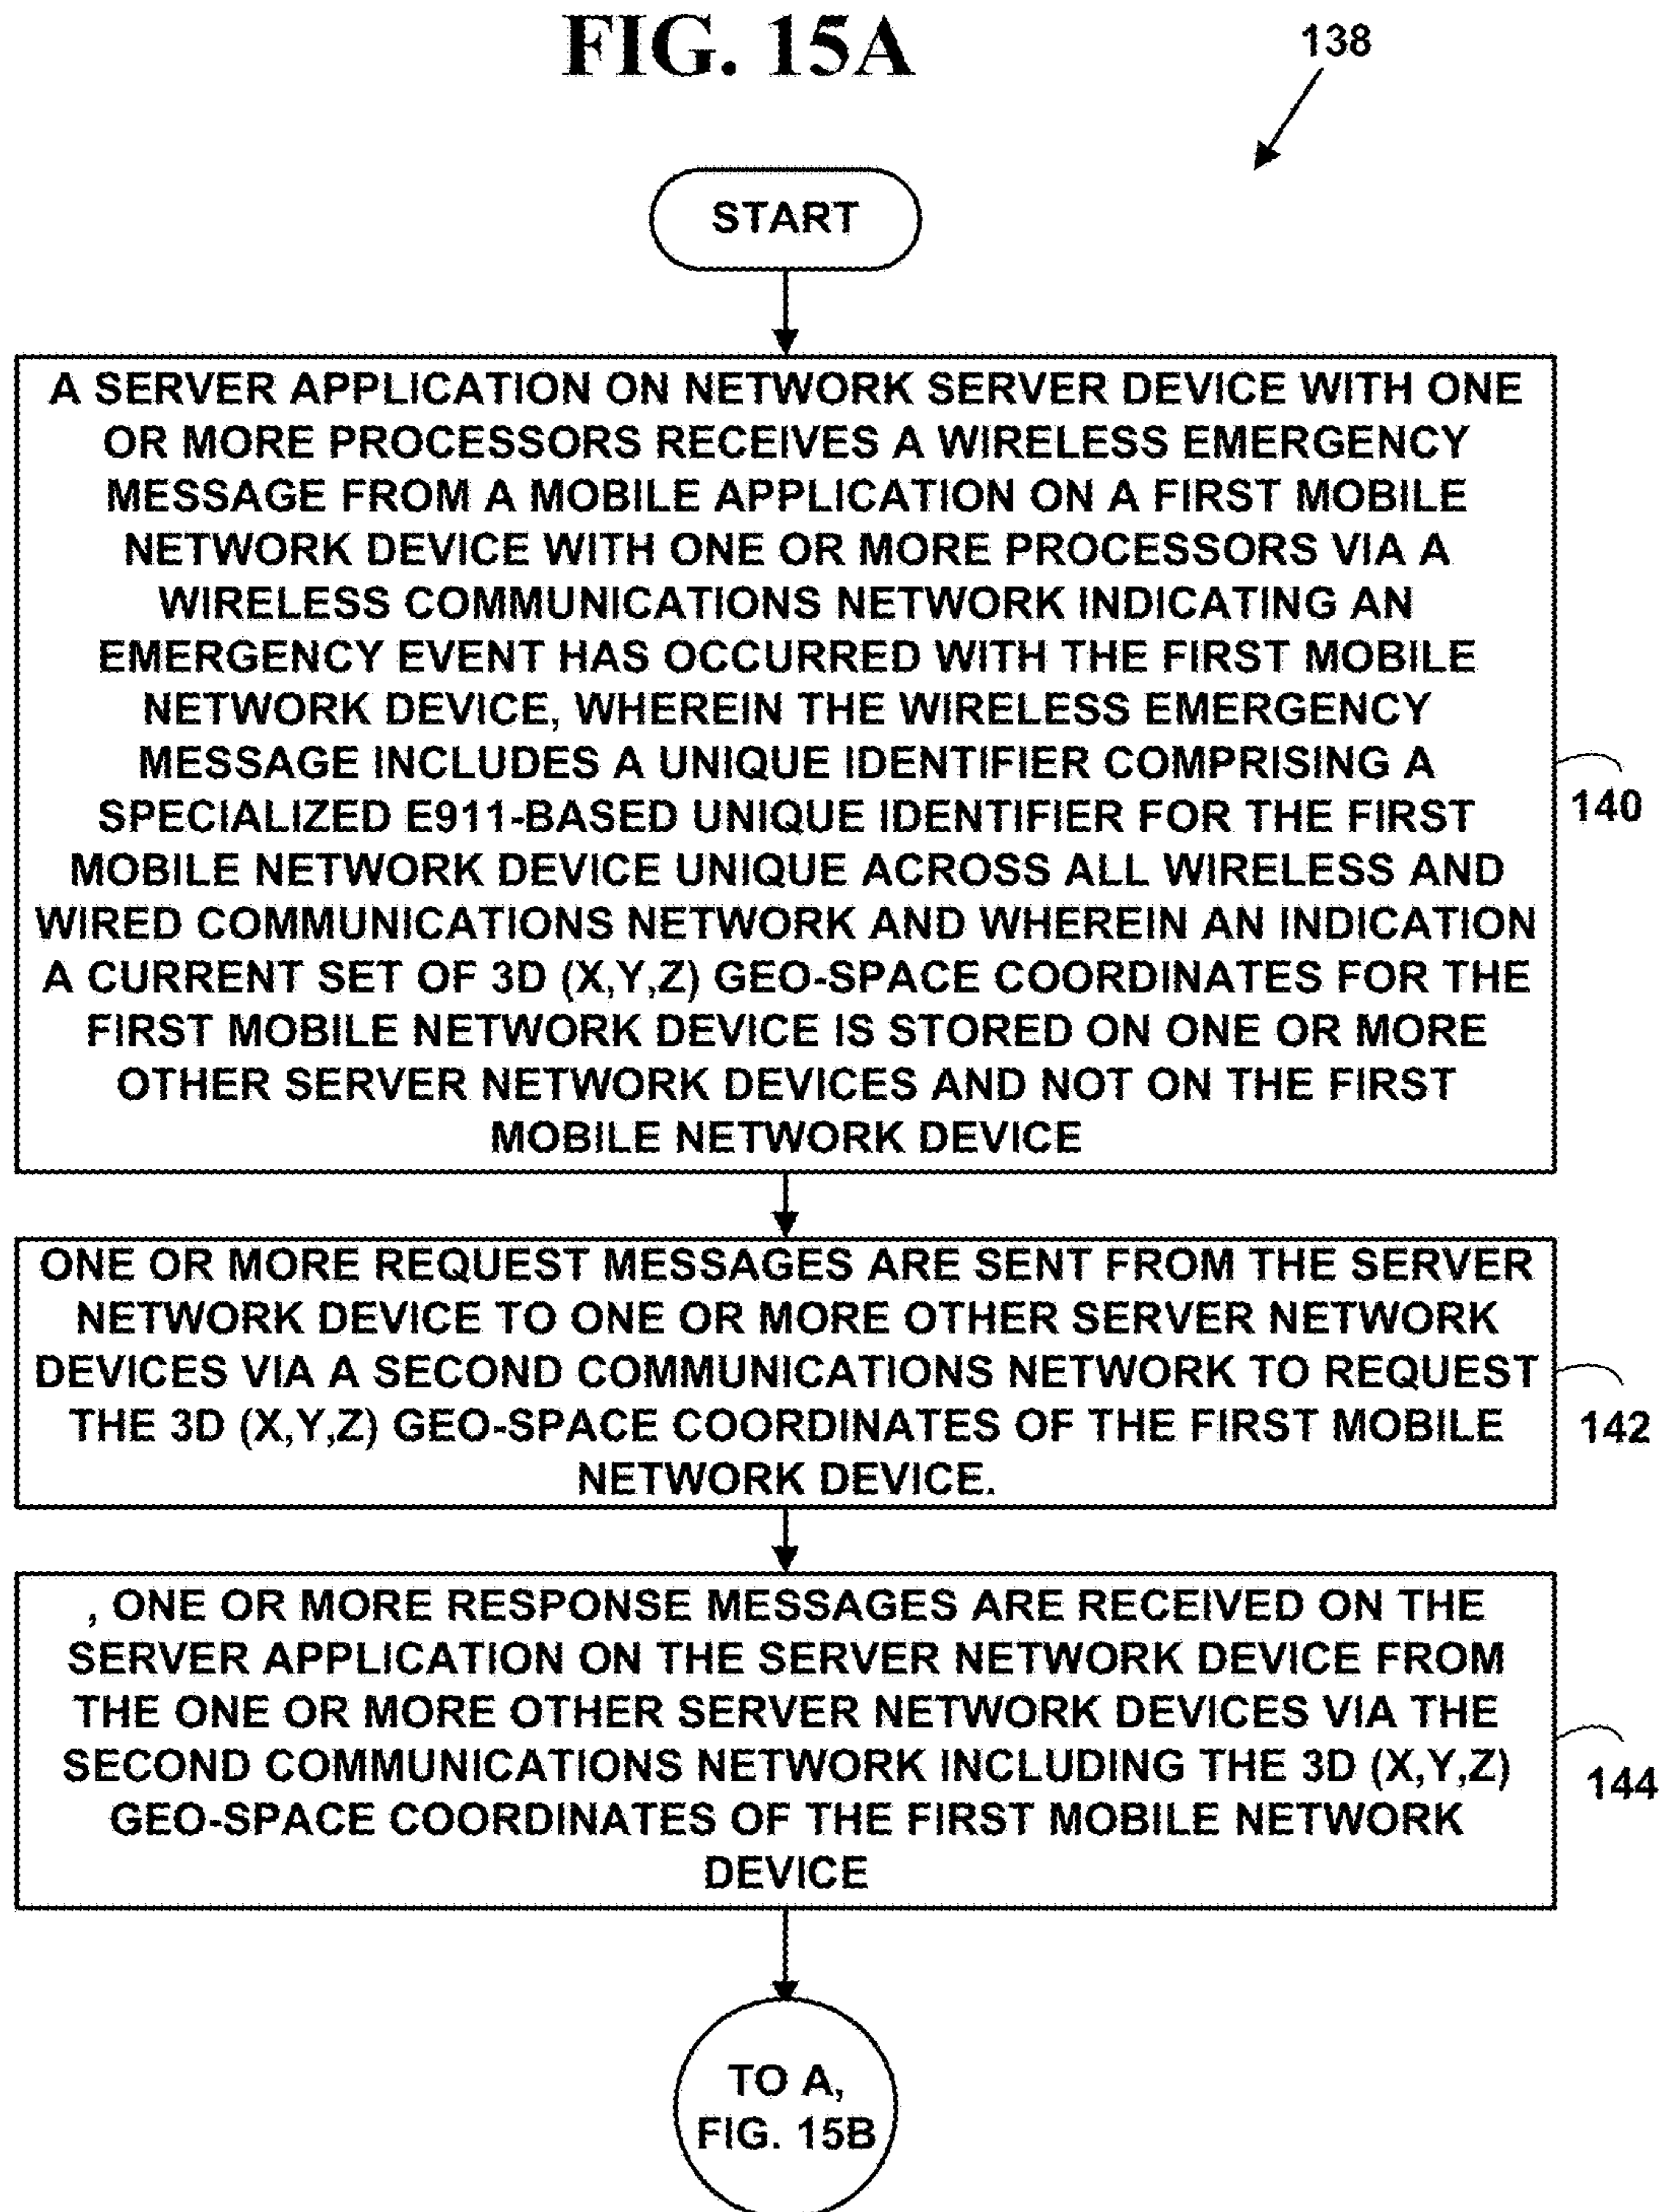 FIG. 15A
138
START
A SERVER APPLICATION ON NETWORK SERVER DEVICE WITH ONE
OR MORE PROCESSORS RECEIVES A WIRELESS EMERGENCY
MESSAGE FROM A MOBILE APPLICATION ON A FIRST MOBILE
NETWORK DEVICE WITH ONE OR MORE PROCESSORS VIA A
WIRELESS COMMUNICATIONS NETWORK INDICATING AN
EMERGENCY EVENT HAS OCCURRED WITH THE FIRST MOBILE
NETWORK DEVICE, WHEREIN THE WIRELESS EMERGENCY
MESSAGE INCLUDES A UNIQUE IDENTIFIER COMPRISING A
SPECIALIZED E911-BASED UNIQUE IDENTIFIER FOR THE FIRST
MOBILE NETWORK DEVICE UNIQUE ACROSS ALL WIRELESS AND
WIRED COMMUNICATIONS NETWORK AND WHEREIN AN INDICATION
A CURRENT SET OF 3D (X,Y,Z) GEO-SPACE COORDINATES FOR THE
FIRST MOBILE NETWORK DEVICE IS STORED ON ONE OR MORE
OTHER SERVER NETWORK DEVICES AND NOT ON THE FIRST
MOBILE NETWORK DEVICE
140
ONE OR MORE REQUEST MESSAGES ARE SENT FROM THE SERVER
NETWORK DEVICE TO ONE OR MORE OTHER SERVER NETWORK
DEVICES VIA A SECOND COMMUNICATIONS NETWORK TO REQUEST
THE 3D (X,Y,Z) GEO-SPACE COORDINATES OF THE FIRST MOBILE
NETWORK DEVICE.
142
, ONE OR MORE RESPONSE MESSAGES ARE RECEIVED ON THE
SERVER APPLICATION ON THE SERVER NETWORK DEVICE FROM
THE ONE OR MORE OTHER SERVER NETWORK DEVICES VIA THE
SECOND COMMUNICATIONS NETWORK INCLUDING THE 3D (X,Y,Z)
GEO-SPACE COORDINATES OF THE FIRST MOBILE NETWORK
DEVICE
144
TO A,
FIG. 15B